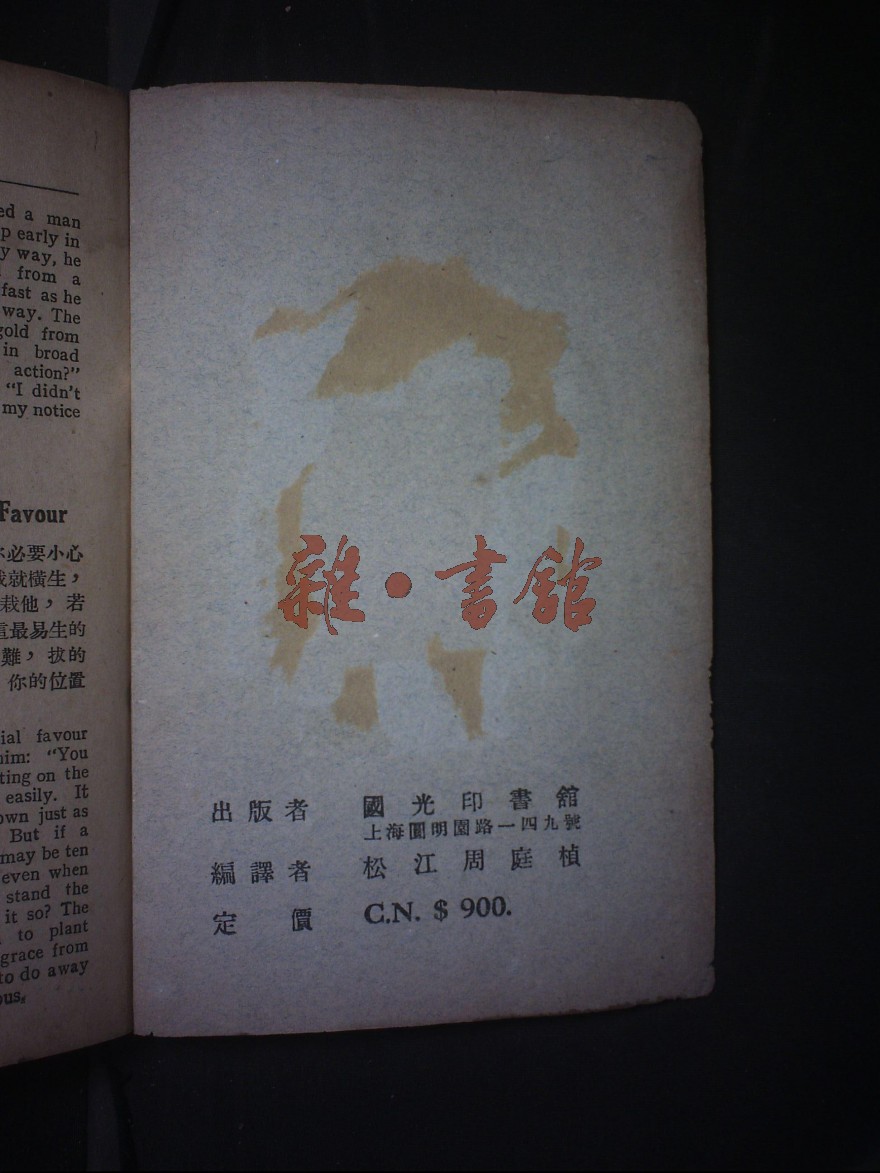 ed a man
p early in
y way, he
from a
fast as he
way. The
gold from
in broad
action?"
"I didn't
my notice
Favour
必要小心
就橫生，
栽他，若
最易生的
難，拔的
你的位置
ial favour
him: "You
ting on the
easily. It
own just as
But if a
may be ten
even when
stand the
it so? The
to plant
grace from
to do away
ous.
雜·書館
出版者 國光印書館
上海圓明園路一四九號
編譯者 松江周庭楨
定價 C.N. $ 900.